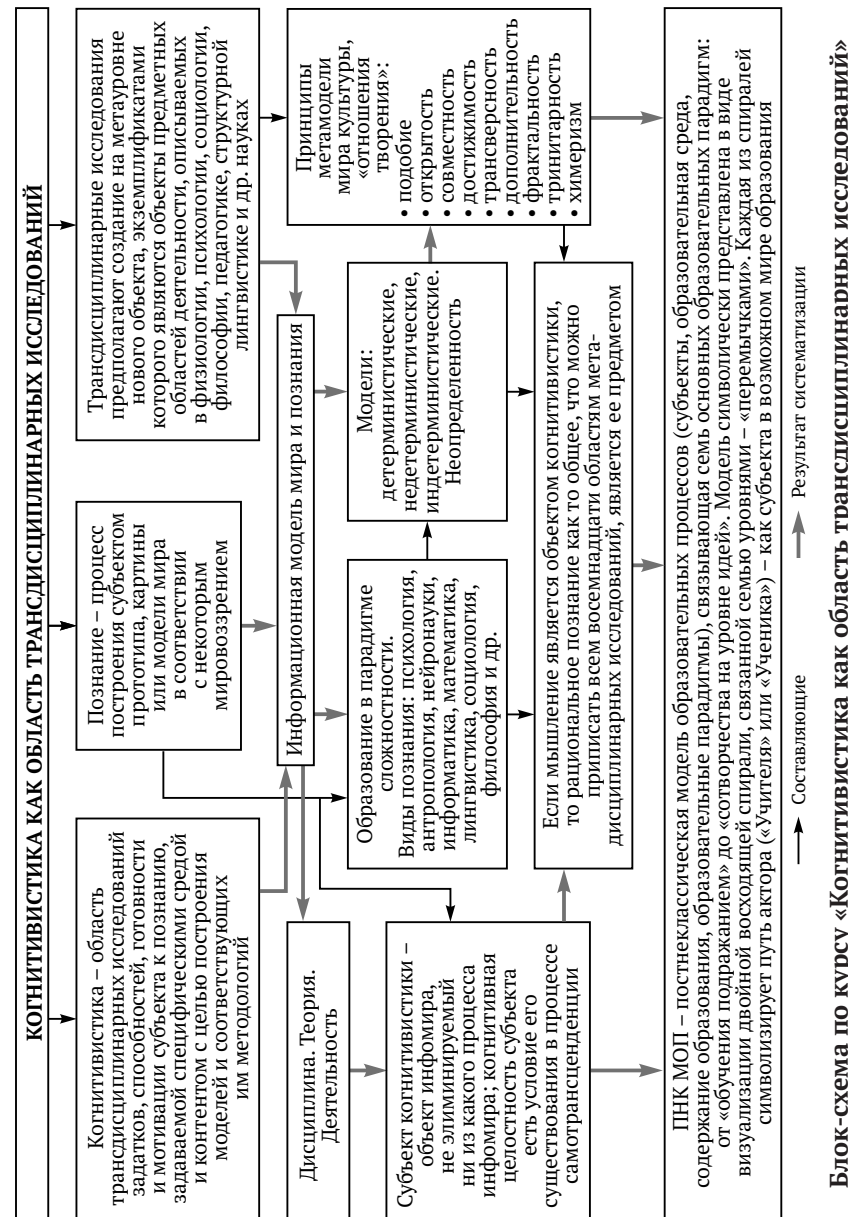 КОГНИТИВИСТИКА КАК ОБЛАСТЬ ТРАНСДИСЦИПЛИНАРНЫХ ИССЛЕДОВАНИЙ
Когнитивистика – область
трансдисциплинарных исследований
задатков, способностей, готовности
и мотивации субъекта к познанию,
задаваемой специфическими средой
и контентом с целью построения
моделей и соответствующих
им методологий
Познание – процесс
построения субъектом
прототипа, картины
или модели мира
в соответствии
с некоторым
мировоззрением
Трансдисциплинарные исследования
предполагают создание на метауровне
нового объекта, экземплификатами
которого являются объекты предметных
областей деятельности, описываемых
в физиологии, психологии, социологии,
философии, педагогике, структурной
лингвистике и др. науках
Информационная модель мира и познания
Дисциплина. Теория.
Деятельность
Образование в парадигме
сложности.
Виды познания: психология,
антропология, нейронауки,
информатика, математика,
лингвистика, социология,
философия и др.
Модели:
детерминистические,
недетерминистические,
индетерминистические.
Неопределенность
Принципы
метамодели
мира культуры,
«отношения
творения»:
• подобие
• открытость
• совместность
• достижимость
• трансверсность
• дополнительность
• фрактальность
• тринитарность
• химеризм
Субъект когнитивистики –
объект инфомира,
не элиминируемый
ни из какого процесса
инфомира; когнитивная
целостность субъекта
есть условие его
существования в процессе
самотрансценденции
Если мышление является объектом когнитивистики,
то рациональное познание как то общее, что можно
приписать всем восемнадцати областям мета-
дисциплинарных исследований, является ее предметом
ПНК МОП – постнеклассическая модель образовательных процессов (субъекты, образовательная среда,
содержание образования, образовательные парадигмы), связывающая семь основных образовательных парадигм:
от «обучения подражанием» до «сотворчества на уровне идей». Модель символически представлена в виде
визуализации двойной восходящей спирали, связанной семью уровнями – «перемычками». Каждая из спиралей
символизирует путь актора («Учителя» или «Ученика») – как субъекта в возможном мире образования
Составляющие
Результат систематизации
Блок-схема по курсу «Когнитивистика как область трансдисциплинарных исследований»